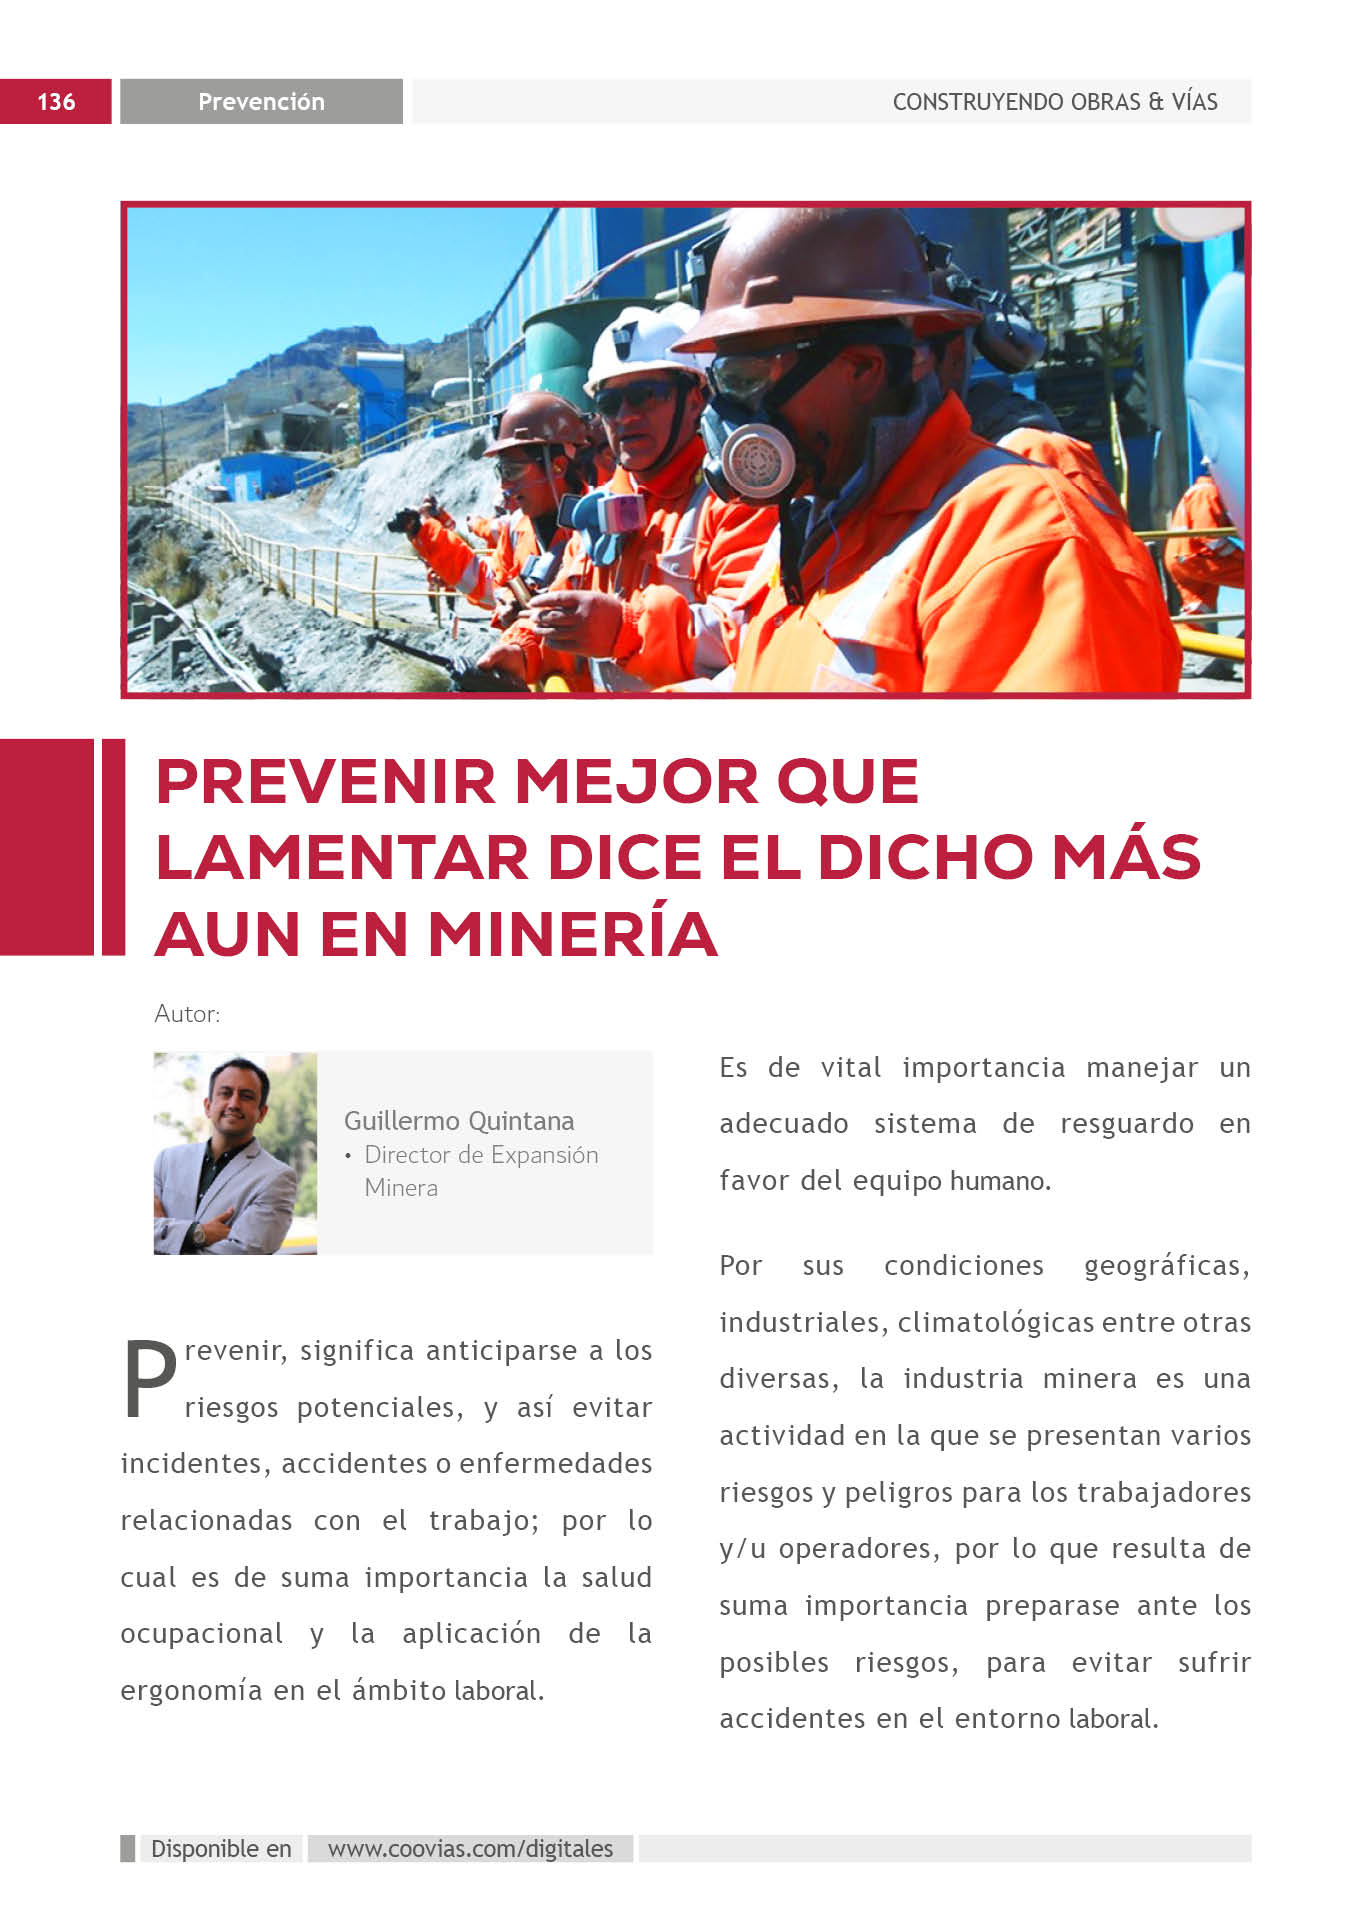 136
Prevención
CONSTRUYENDO OBRAS & VÍAS
PREVENIR MEJOR QUE
LAMENTAR DICE EL DICHO MÁS
AUN EN MINERÍA
Autor:
Guillermo Quintana
• Director de Expansión
Minera
Prevenir, significa anticiparse a los
riesgos potenciales, y así evitar
incidentes, accidentes o enfermedades
relacionadas con el trabajo; por lo
cual es de suma importancia la salud
ocupacional y la aplicación de la
ergonomía en el ámbito laboral.
Es de vital importancia manejar un
adecuado sistema de resguardo en
favor del equipo humano.
Por sus condiciones geográficas,
industriales, climatológicas entre otras
diversas, la industria minera es una
actividad en la que se presentan varios
riesgos y peligros para los trabajadores
y/u operadores, por lo que resulta de
suma importancia preparase ante los
posibles riesgos, para evitar sufrir
accidentes en el entorno laboral.
Disponible en
www.coovias.com/digitales